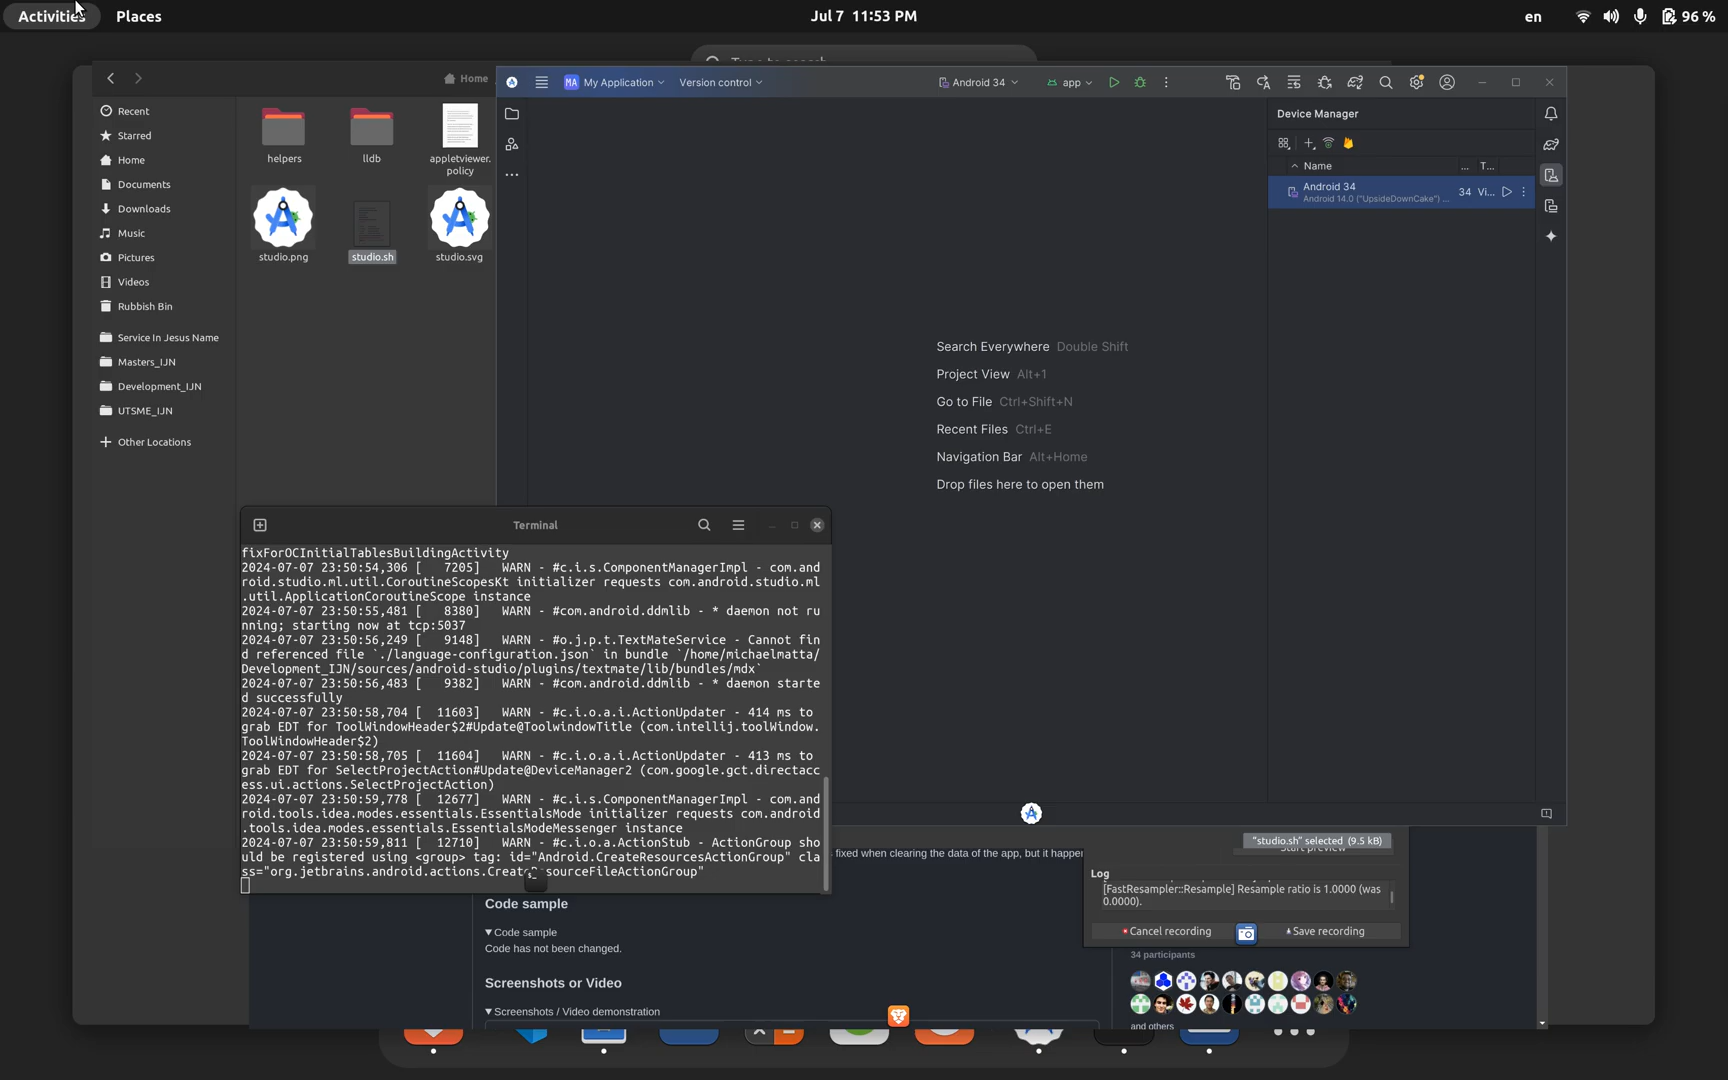 Activities
Places
Jul 7 11:53 PM
en
96 %
Home
Recent
Starred
Home
Documents
Downloads
Music
Pictures
Videos
Rubbish Bin
Service In Jesus Name
Masters_IJN
Development_IJN
UTSME_IJN
Other Locations
helpers
lldb
appletviewer.
policy
studio.png
studio.sh
studio.svg
MA My Application
Version control
Android 34
app
Device Manager
Name
...
T...
Android 34
Android 14.0 ("UpsideDownCake") ...
34 Vi...
Search Everywhere Double Shift
Project View Alt+1
Go to File Ctrl+Shift+N
Recent Files Ctrl+E
Navigation Bar Alt+Home
Drop files here to open them
Terminal
fixForOCInitialTablesBuildingActivity
2024-07-07 23:50:54,306 [   7205]   WARN - #c.i.s.ComponentManagerImpl - com.and
roid.studio.ml.util.CoroutineScopesKt initializer requests com.android.studio.ml
.util.ApplicationCoroutineScope instance
2024-07-07 23:50:55,481 [   8380]   WARN - #com.android.ddmlib - * daemon not ru
nning; starting now at tcp:5037
2024-07-07 23:50:56,249 [   9148]   WARN - #o.j.p.t.TextMateService - Cannot fin
d referenced file `./language-configuration.json` in bundle `/home/michaelmatta/
Development_IJN/sources/android-studio/plugins/textmate/lib/bundles/mdx`
2024-07-07 23:50:56,483 [   9382]   WARN - #com.android.ddmlib - * daemon starte
d successfully
2024-07-07 23:50:58,704 [  11603]   WARN - #c.i.o.a.i.ActionUpdater - 414 ms to
grab EDT for ToolWindowHeader$2#Update@ToolwindowTitle (com.intellij.toolWindow.
ToolWindowHeader$2)
2024-07-07 23:50:58,705 [  11604]   WARN - #c.i.o.a.i.ActionUpdater - 413 ms to
grab EDT for SelectProjectAction#Update@DeviceManager2 (com.google.gct.directacc
ess.ui.actions.SelectProjectAction)
2024-07-07 23:50:59,778 [  12677]   WARN - #c.i.s.ComponentManagerImpl - com.and
roid.tools.idea.modes.essentials.EssentialsMode initializer requests com.android
.tools.idea.modes.essentials.EssentialsModeMessenger instance
2024-07-07 23:50:59,811 [  12710]   WARN - #c.i.o.a.ActionStub - ActionGroup sho
uld be registered using <group> tag: id="Android.CreateResourcesActionGroup" cla
ss="org.jetbrains.android.actions.CreateResourceFileActionGroup"
fixed when clearing the data of the app, but it happen
"studio.sh" selected (9.5 kB)
Log
[FastResampler::Resample] Resample ratio is 1.0000 (was
0.0000).
Cancel recording
Save recording
Code sample
▼ Code sample
Code has not been changed.
Screenshots or Video
▼ Screenshots / Video demonstration
34 participants
and others